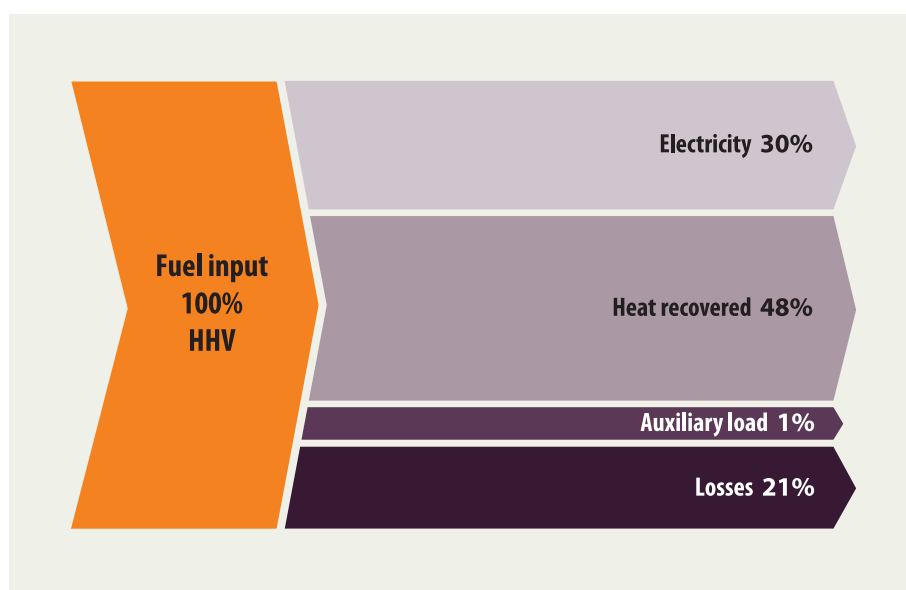 Electricity 30%
Fuel input
100%
HHV
Heat recovered 48%
Auxiliary load 1%
Losses 21%